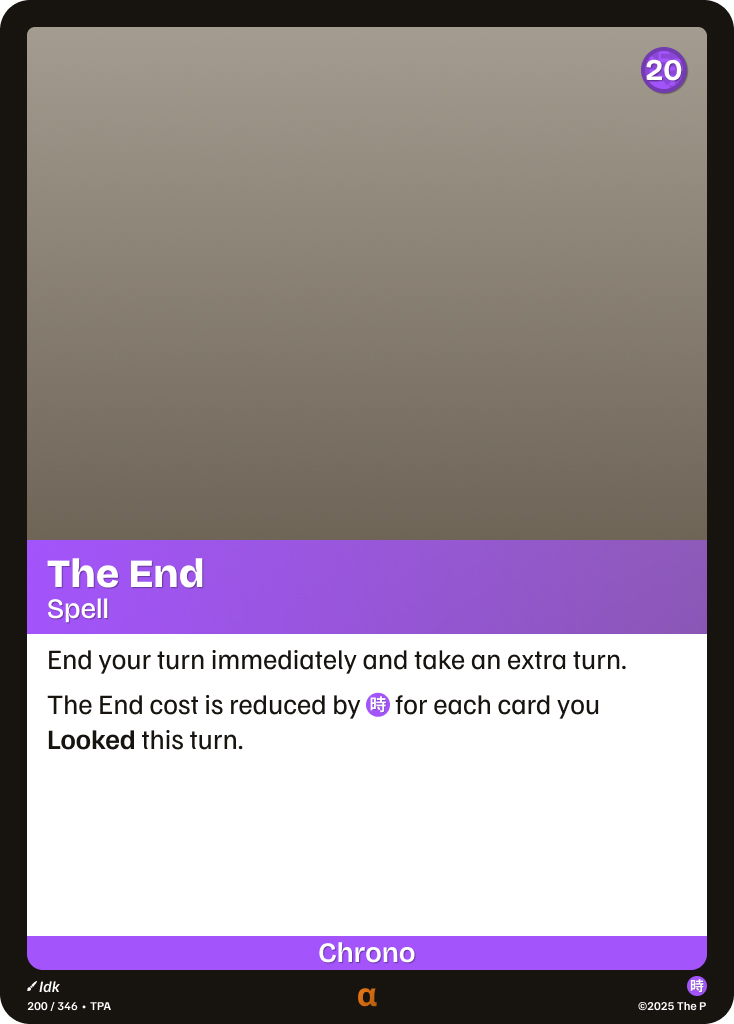 20
The End
Spell
End your turn immediately and take an extra turn.
The End cost is reduced by 時 for each card you
Looked this turn.
Chrono
Idk
200 / 346 • TPA
α
時
©2025 The P